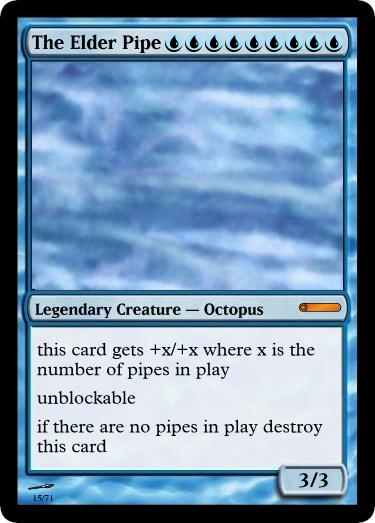 The Elder Pipe
Legendary Creature — Octopus
this card gets +x/+x where x is the
number of pipes in play
unblockable
if there are no pipes in play destroy
this card
3/3
15/71